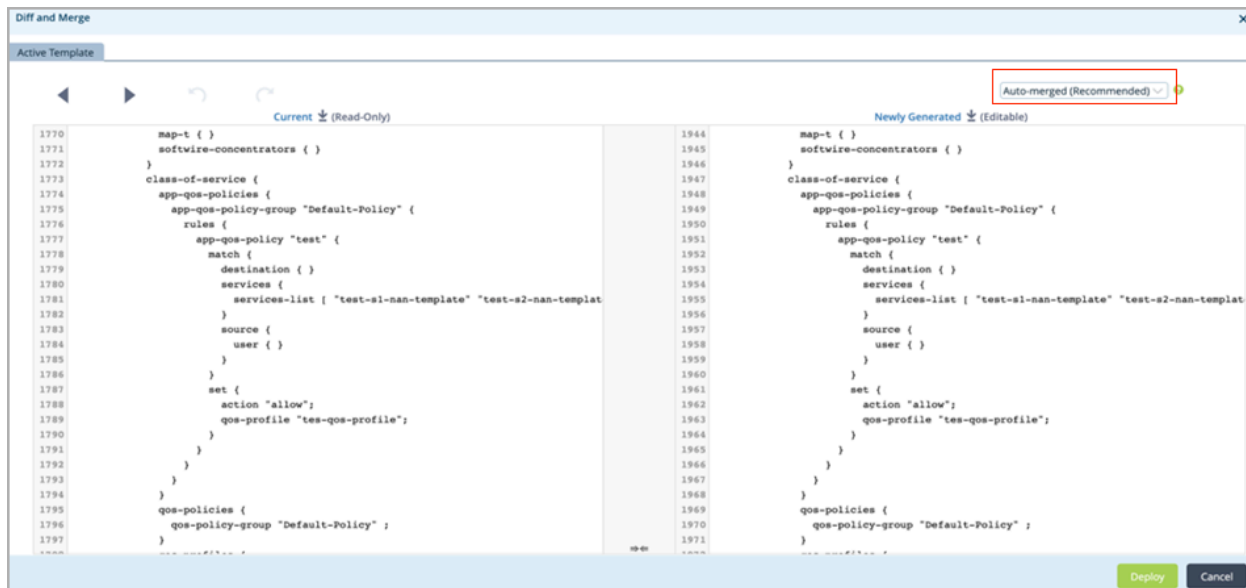 Diff and Merge
Active Template
Auto-merged (Recommended)
Current (Read-Only)
Newly Generated (Editable)
1770 map-t { }
1771 softwire-concentrators { }
1772 }
1773 class-of-service {
1774 app-qos-policies {
1775 app-qos-policy-group "Default-Policy" {
1776 rules {
1777 app-qos-policy "test" {
1778 match {
1779 destination { }
1780 services {
1781 services-list [ "test-s1-nan-template" "test-s2-nan-templat
1782 }
1783 source {
1784 user { }
1785 }
1786 }
1787 set {
1788 action "allow";
1789 qos-profile "tes-qos-profile";
1790 }
1791 }
1792 }
1793 }
1794 }
1795 qos-policies {
1796 qos-policy-group "Default-Policy" ;
1797 }
1944 map-t { }
1945 softwire-concentrators { }
1946 }
1947 class-of-service {
1948 app-qos-policies {
1949 app-qos-policy-group "Default-Policy" {
1950 rules {
1951 app-qos-policy "test" {
1952 match {
1953 destination { }
1954 services {
1955 services-list [ "test-s1-nan-template" "test-s2-nan-templat
1956 }
1957 source {
1958 user { }
1959 }
1960 }
1961 set {
1962 action "allow";
1963 qos-profile "tes-qos-profile";
1964 }
1965 }
1966 }
1967 }
1968 }
1969 qos-policies {
1970 qos-policy-group "Default-Policy" ;
1971 }
Deploy
Cancel